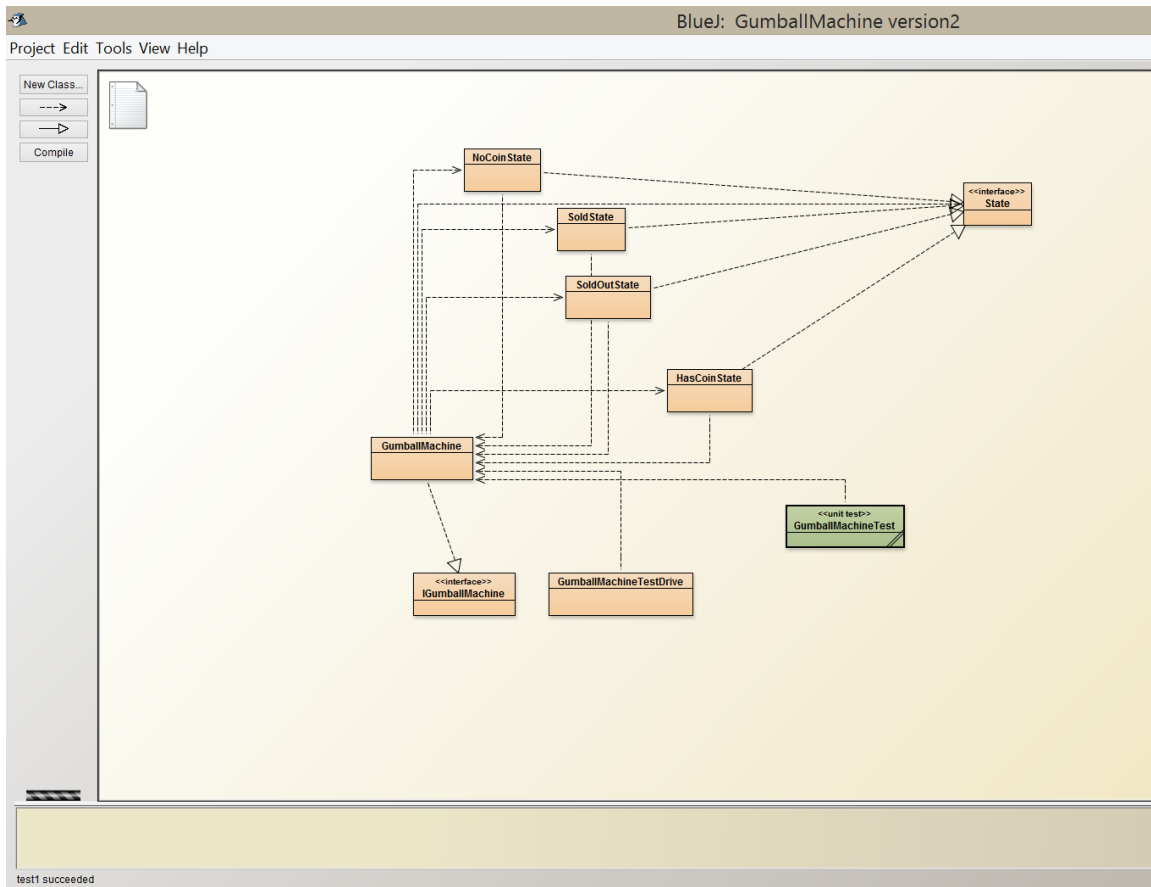 BlueJ: GumballMachine version2
Project Edit Tools View Help
New Class...
Compile
NoCoinState
<<interface>>
State
SoldState
SoldOutState
HasCoinState
GumballMachine
<<unit test>>
GumballMachineTest
<<interface>>
IGumballMachine
GumballMachineTestDrive
test1 succeeded